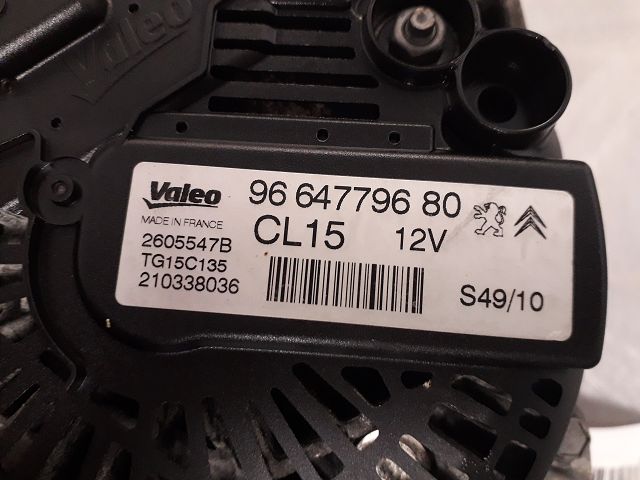 Valeo
Valeo 96 647796 80
MADE IN FRANCE CL15 12V
2605547B
TG15C135
210338036 S49/10